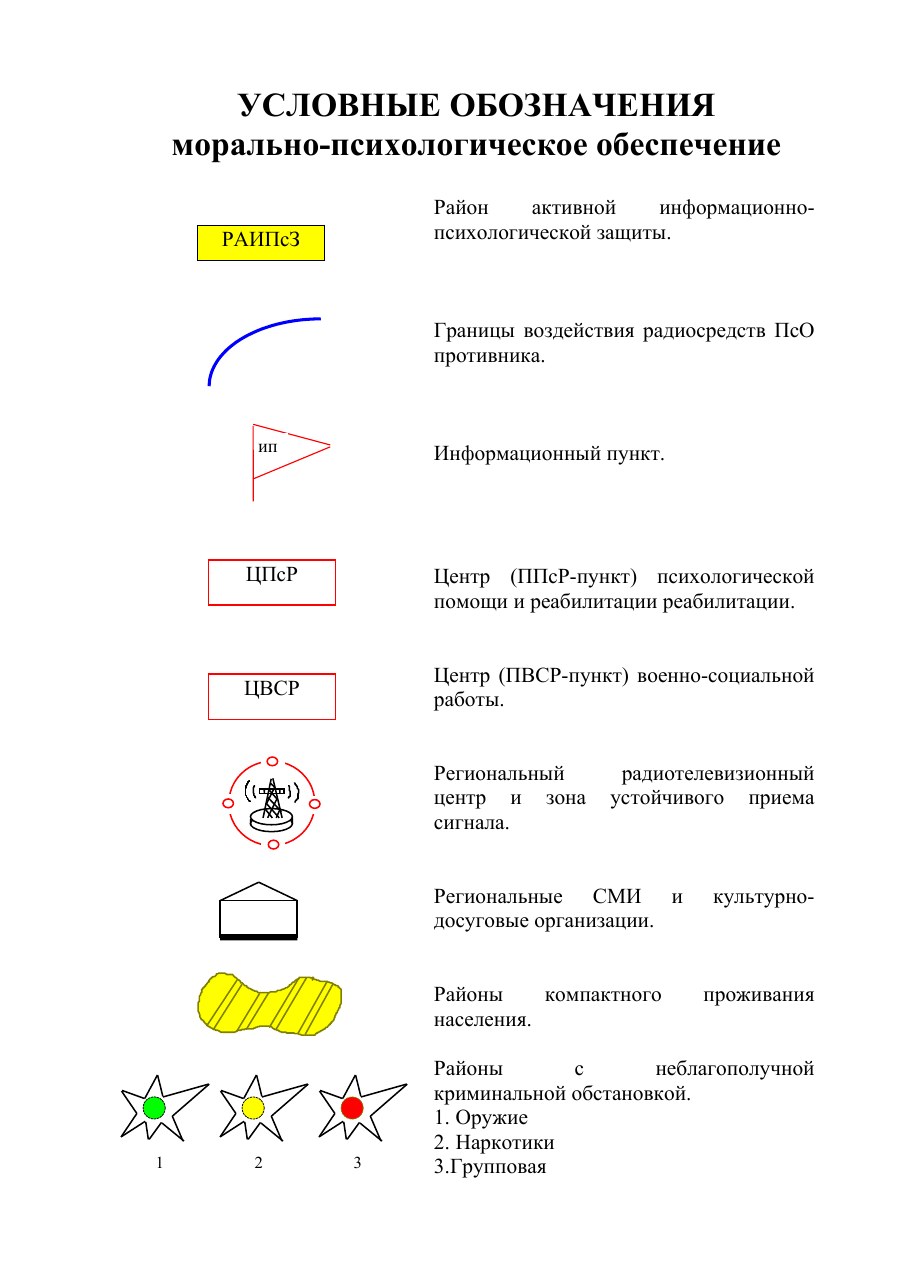 УСЛОВНЫЕ ОБОЗНАЧЕНИЯ
морально-психологическое обеспечение
РАИПсЗ
Район активной информационно-
психологической защиты.
Границы воздействия радиосредств ПсО
противника.
ип
Информационный пункт.
ЦПсР
Центр (ППсР-пункт) психологической
помощи и реабилитации реабилитации.
ЦВСР
Центр (ПВСР-пункт) военно-социальной
работы.
Региональный радиотелевизионный
центр и зона устойчивого приема
сигнала.
Региональные СМИ и культурно-
досуговые организации.
Районы компактного проживания
населения.
Районы с неблагополучной
криминальной обстановкой.
1. Оружие
2. Наркотики
3.Групповая
1 2 3